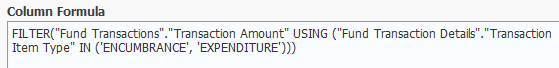 Column Formula
FILTER("Fund Transactions"."Transaction Amount" USING ("Fund Transaction Details"."Transaction
Item Type" IN ('ENCUMBRANCE', 'EXPENDITURE')))